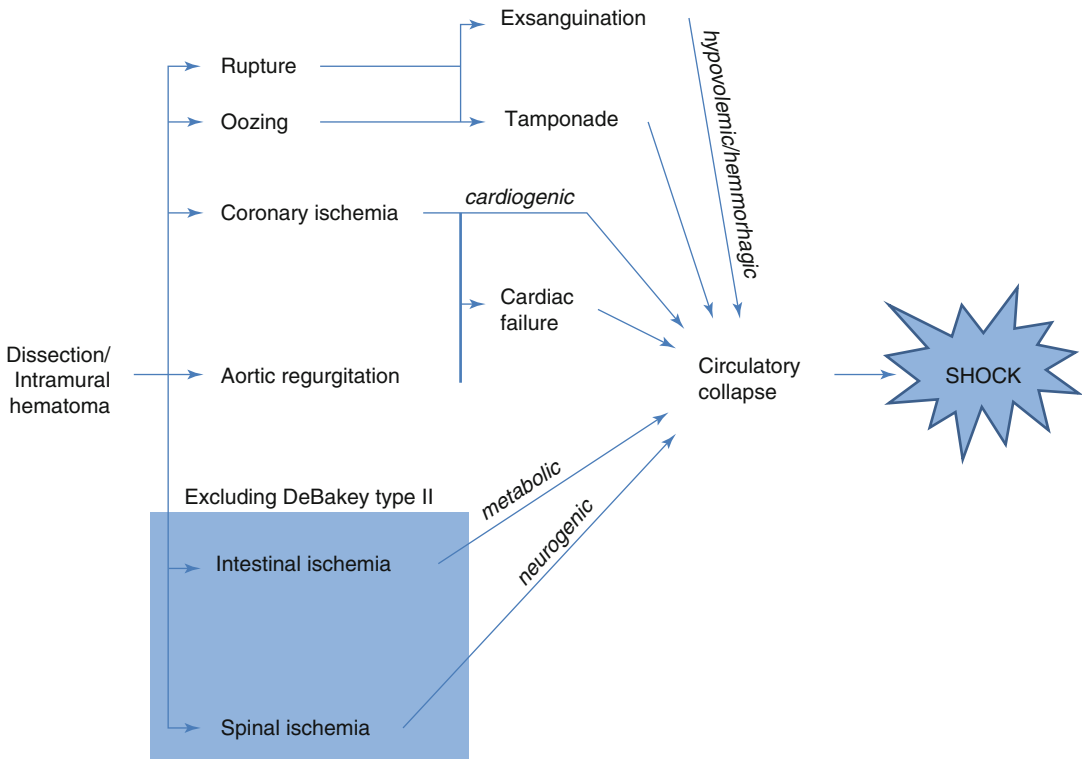 Exsanguination
Rupture
Oozing
Tamponade
hypovolemic/hemmorhagic
Coronary ischemia
cardiogenic
Cardiac
failure
Dissection/
Intramural
hematoma
Aortic regurgitation
Circulatory
collapse
SHOCK
Excluding DeBakey type II
Intestinal ischemia
metabolic
neurogenic
Spinal ischemia